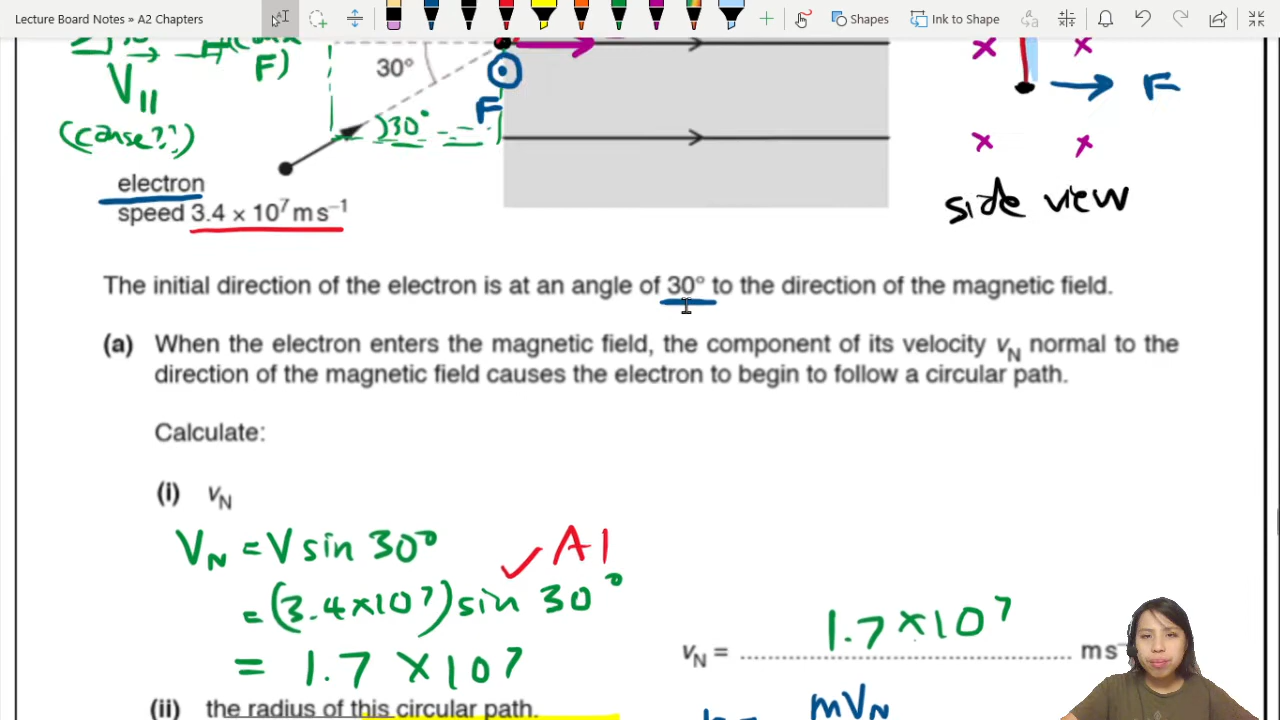 Lecture Board Notes » A2 Chapters
Shapes
Ink to Shape
F)
30°
V||
(cause??)
)30°
F
F
electron
speed 3.4 × 10⁷ m s⁻¹
side view
The initial direction of the electron is at an angle of 30° to the direction of the magnetic field.
(a) When the electron enters the magnetic field, the component of its velocity vN normal to the
direction of the magnetic field causes the electron to begin to follow a circular path.
Calculate:
(i) vN
VN = V sin 30°
✓ A1
= (3.4×10⁷) sin 30°
= 1.7 × 10⁷
vN = 1.7 × 10⁷ ms⁻
(ii) the radius of this circular path.
mVN